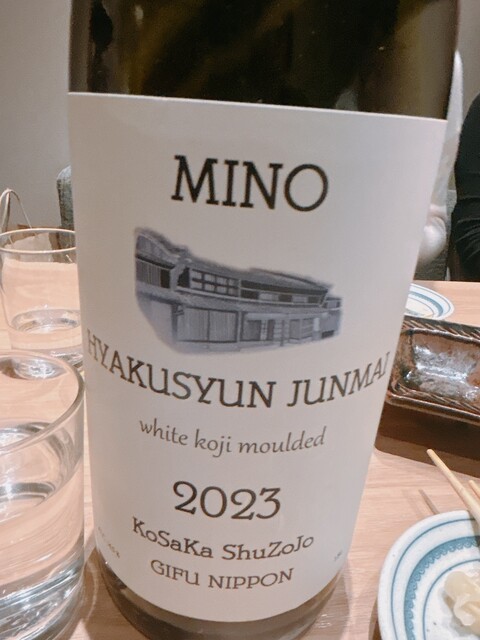 MINO
HYAKUSYUN JUNMAI
white koji moulded
2023
KoSaKa ShuZoJo
GIFU NIPPON